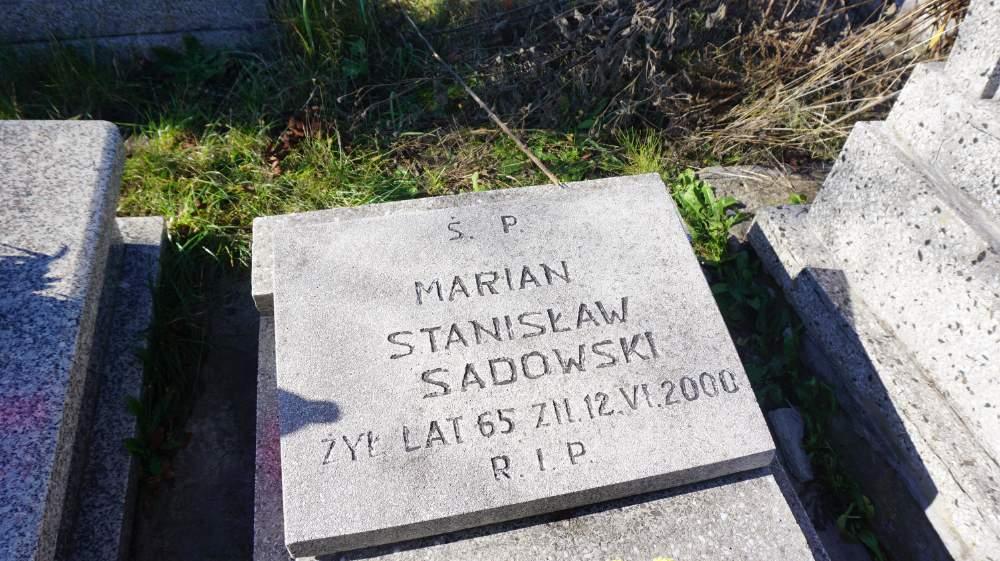 Ś. P.
MARIAN
STANISŁAW
SADOWSKI
ŻYŁ LAT 65. ZM. 12. VI. 2000
R. I. P.